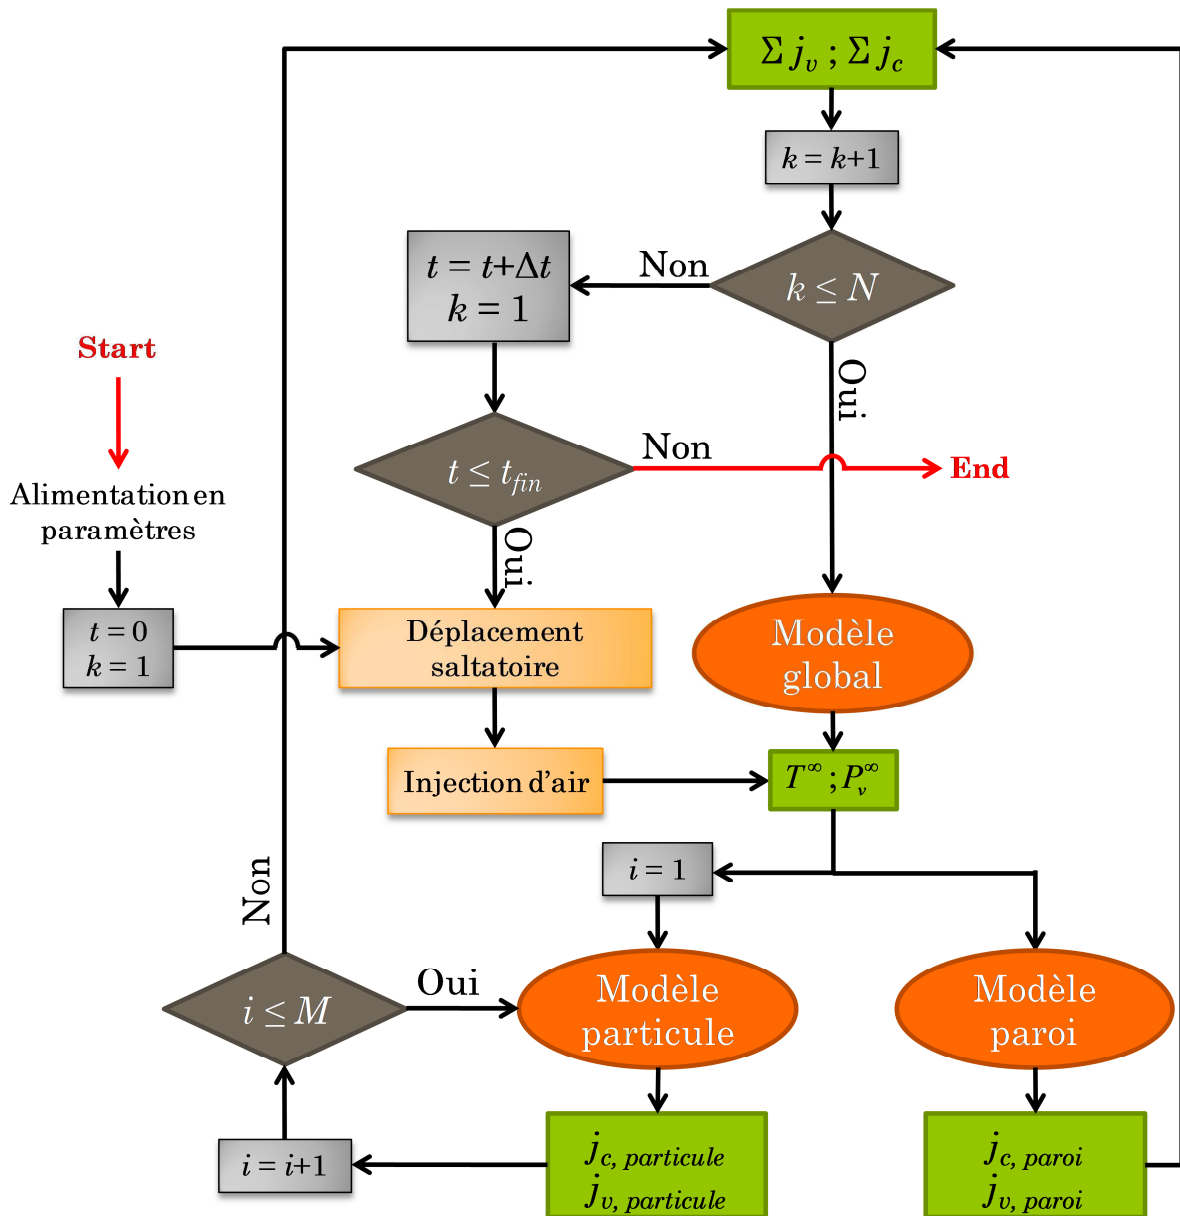 Σ j_v ; Σ j_c
k = k+1
k ≤ N
Non
t = t+Δt
k = 1
Oui
Start
t ≤ t_fin
Non
End
Alimentation en
paramètres
Oui
t = 0
k = 1
Déplacement
saltatoire
Modèle
global
Injection d'air
T^∞ ; P_v^∞
i = 1
Non
i ≤ M
Oui
Modèle
particule
Modèle
paroi
i = i+1
j_c, particule
j_v, particule
j_c, paroi
j_v, paroi